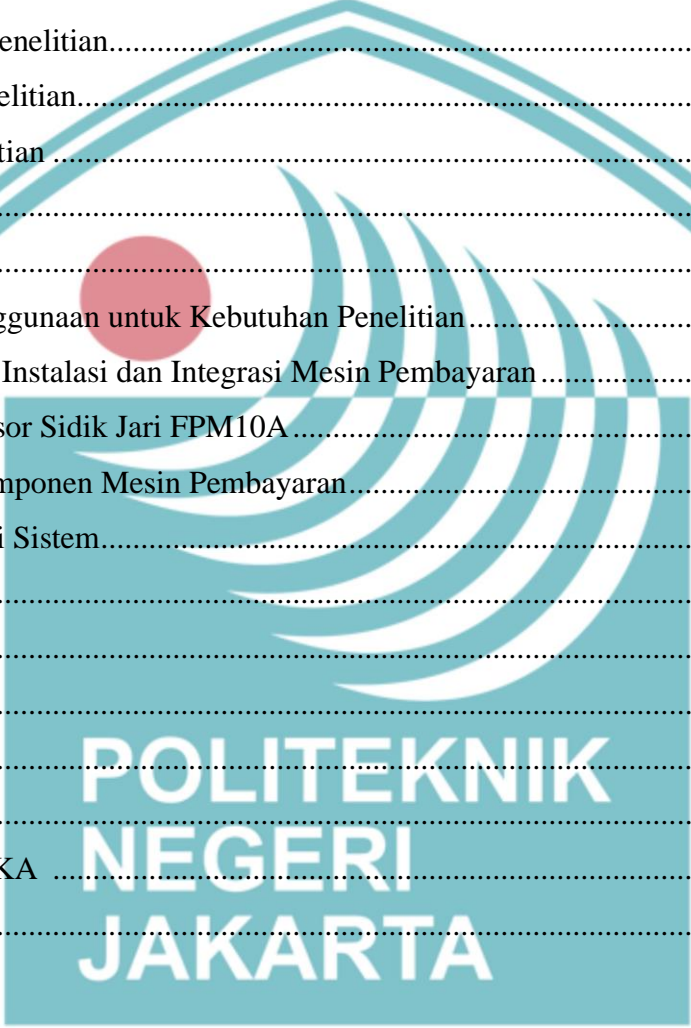 enelitian.....................................................................................
elitian.........................................................................................
tian ............................................................................................
...................................................................................................
...................................................................................................
ggunaan untuk Kebutuhan Penelitian.................................
Instalasi dan Integrasi Mesin Pembayaran......................
sor Sidik Jari FPM10A..........................................................
mponen Mesin Pembayaran..................................................
i Sistem......................................................................................
...................................................................................................
...................................................................................................
...................................................................................................
...................................................................................................
...................................................................................................
KA ..............................................................................................
...................................................................................................
POLITEKNIK
NEGERI
JAKARTA